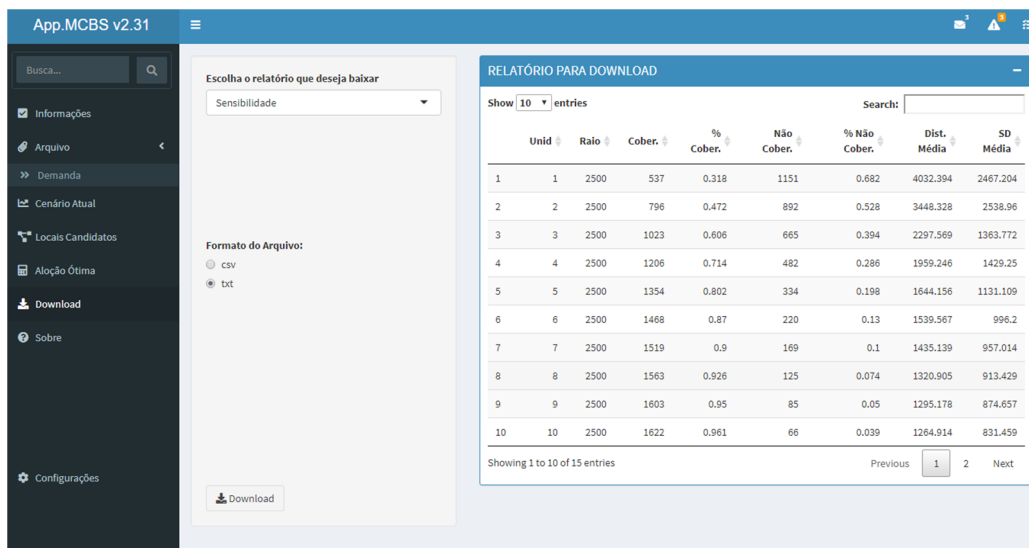 App.MCBS v2.31
3
3
Busca...
Informações
Arquivo
Demanda
Cenário Atual
Locais Candidatos
Aloção Ótima
Download
Sobre
Configurações
Escolha o relatório que deseja baixar
Sensibilidade
Formato do Arquivo:
csv
txt
Download
RELATÓRIO PARA DOWNLOAD
Show 10 entries Search:
Unid Raio Cober. % Cober. Não Cober. % Não Cober. Dist. Média SD Média
1 1 2500 537 0.318 1151 0.682 4032.394 2467.204
2 2 2500 796 0.472 892 0.528 3448.328 2538.96
3 3 2500 1023 0.606 665 0.394 2297.569 1363.772
4 4 2500 1206 0.714 482 0.286 1959.246 1429.25
5 5 2500 1354 0.802 334 0.198 1644.156 1131.109
6 6 2500 1468 0.87 220 0.13 1539.567 996.2
7 7 2500 1519 0.9 169 0.1 1435.139 957.014
8 8 2500 1563 0.926 125 0.074 1320.905 913.429
9 9 2500 1603 0.95 85 0.05 1295.178 874.657
10 10 2500 1622 0.961 66 0.039 1264.914 831.459
Showing 1 to 10 of 15 entries Previous 1 2 Next